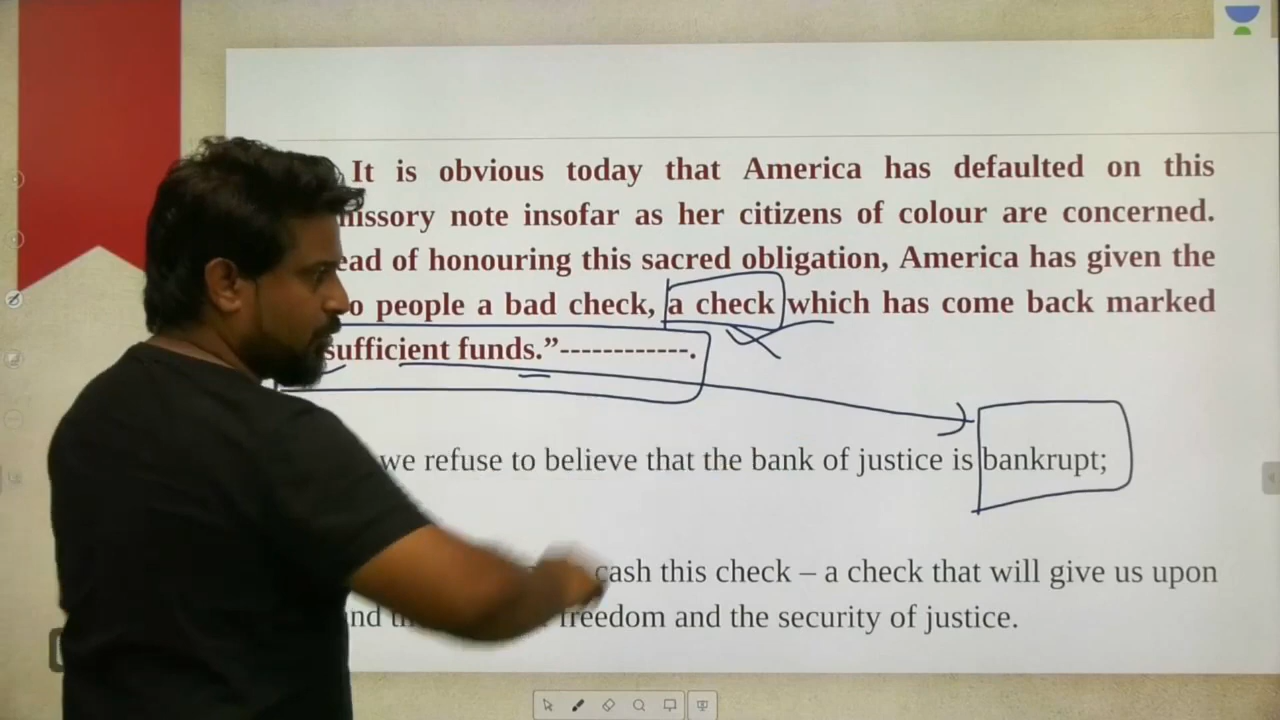 It is obvious today that America has defaulted on this
note insofar as her citizens of colour are concerned.
of honouring this sacred obligation, America has given the
people a bad check, a check which has come back marked
sufficient funds.”------------.
we refuse to believe that the bank of justice is bankrupt;
cash this check – a check that will give us upon
freedom and the security of justice.